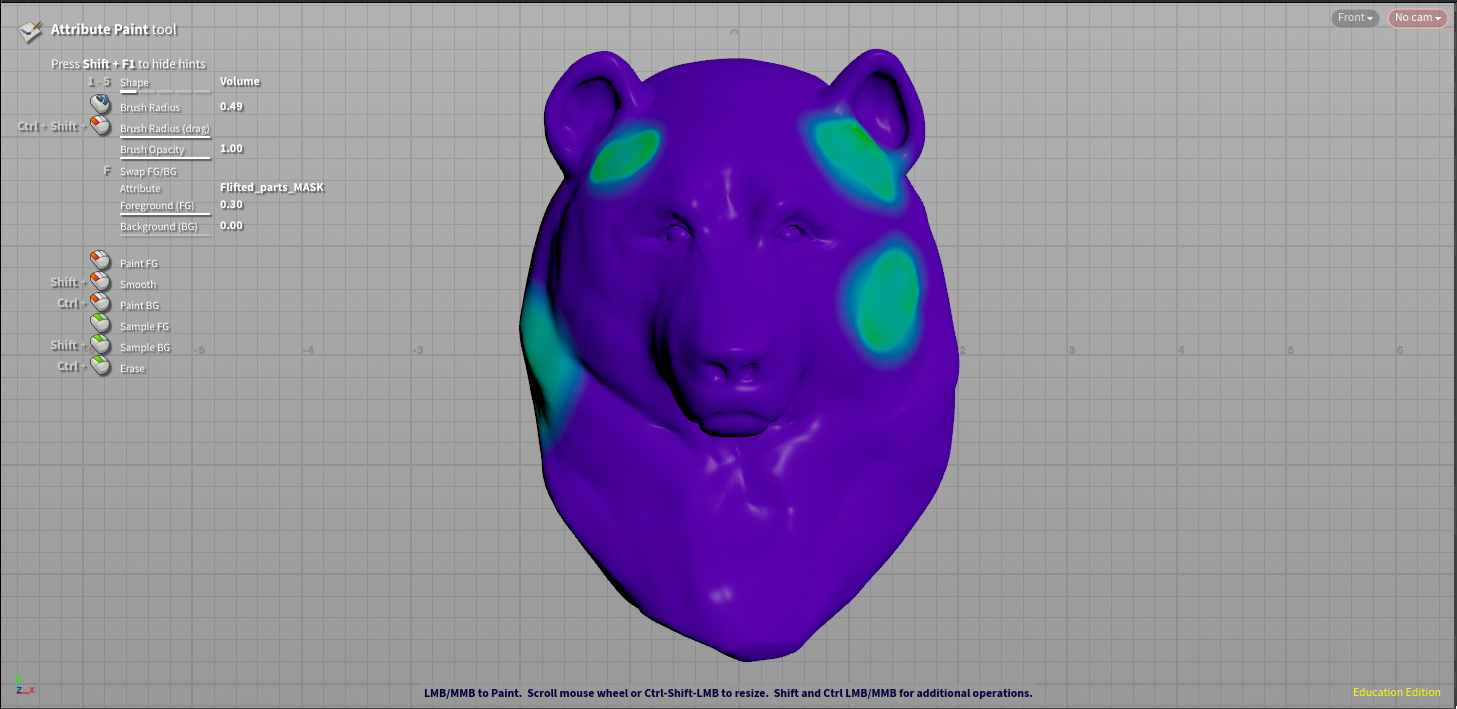 Attribute Paint tool
Front
No cam
Press Shift + F1 to hide hints
1 - 5 Shape Volume
Brush Radius 0.49
Ctrl + Shift + Brush Radius (drag)
Brush Opacity 1.00
F Swap FG/BG
Attribute Flifted_parts_MASK
Foreground (FG) 0.30
Background (BG) 0.00
Paint FG
Shift + Smooth
Ctrl + Paint BG
Sample FG
Shift + Sample BG
Ctrl + Erase
-5 -4 -3 2 3 4 5 6
3
Z X
LMB/MMB to Paint. Scroll mouse wheel or Ctrl-Shift-LMB to resize. Shift and Ctrl LMB/MMB for additional operations.
Education Edition